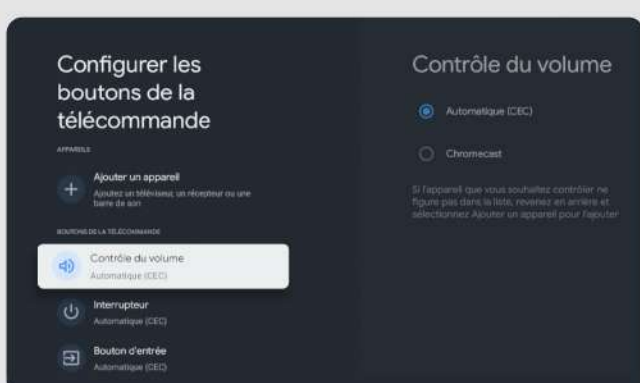 Configurer les
boutons de la
télécommande
APPAREILS
Ajouter un appareil
Ajoutez un téléviseur, un récepteur ou une
barre de son
BOUTONS DE LA TÉLÉCOMMANDE
Contrôle du volume
Automatique (CEC)
Interrupteur
Automatique (CEC)
Bouton d'entrée
Automatique (CEC)
Contrôle du volume
Automatique (CEC)
Chromecast
Si l'appareil que vous souhaitez contrôler ne
figure pas dans la liste, revenez en arrière et
sélectionnez Ajouter un appareil pour l'ajouter